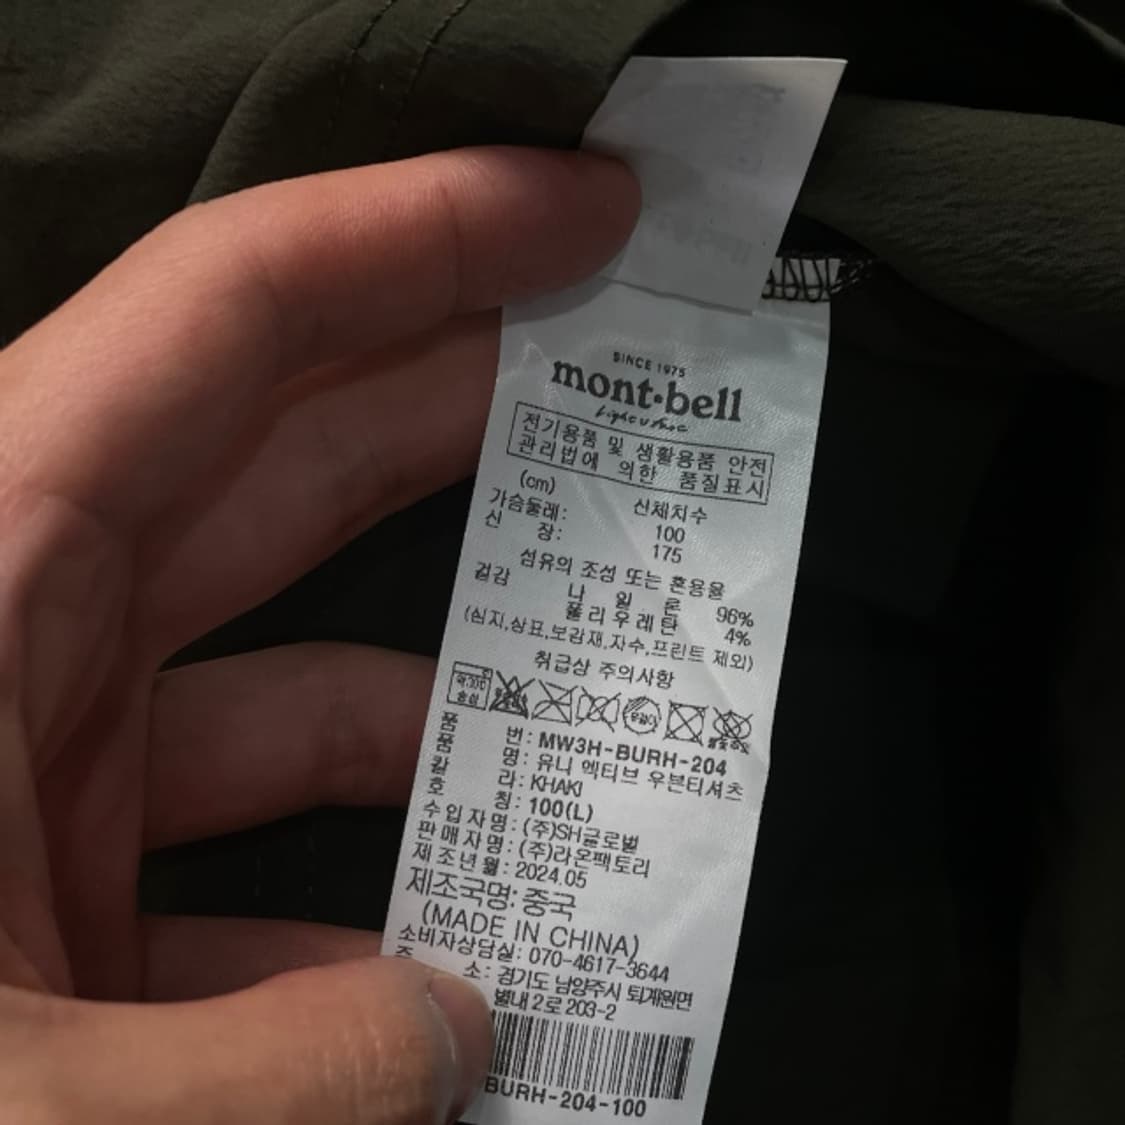 SINCE 1975
mont·bell
전기용품 및 생활용품 안전
관리법에 의한 품질표시
(cm) 신체치수
가슴둘레: 100
신 장: 175
섬유의 조성 또는 혼용율
겉감 나 일 론 96%
폴리우레탄 4%
(심지,상표,보강재,자수,프린트 제외)
취급상 주의사항
품 번: MW3H-BURH-204
품 명: 유니 엑티브 우븐티셔츠
칼 라: KHAKI
호 칭: 100(L)
수입자명: (주)SH글로벌
판매자명: (주)라온팩토리
제조년월: 2024.05
제조국명: 중국
(MADE IN CHINA)
소비자상담실: 070-4617-3644
주 소: 경기도 남양주시 퇴계원면
별내2로 203-2
BURH-204-100